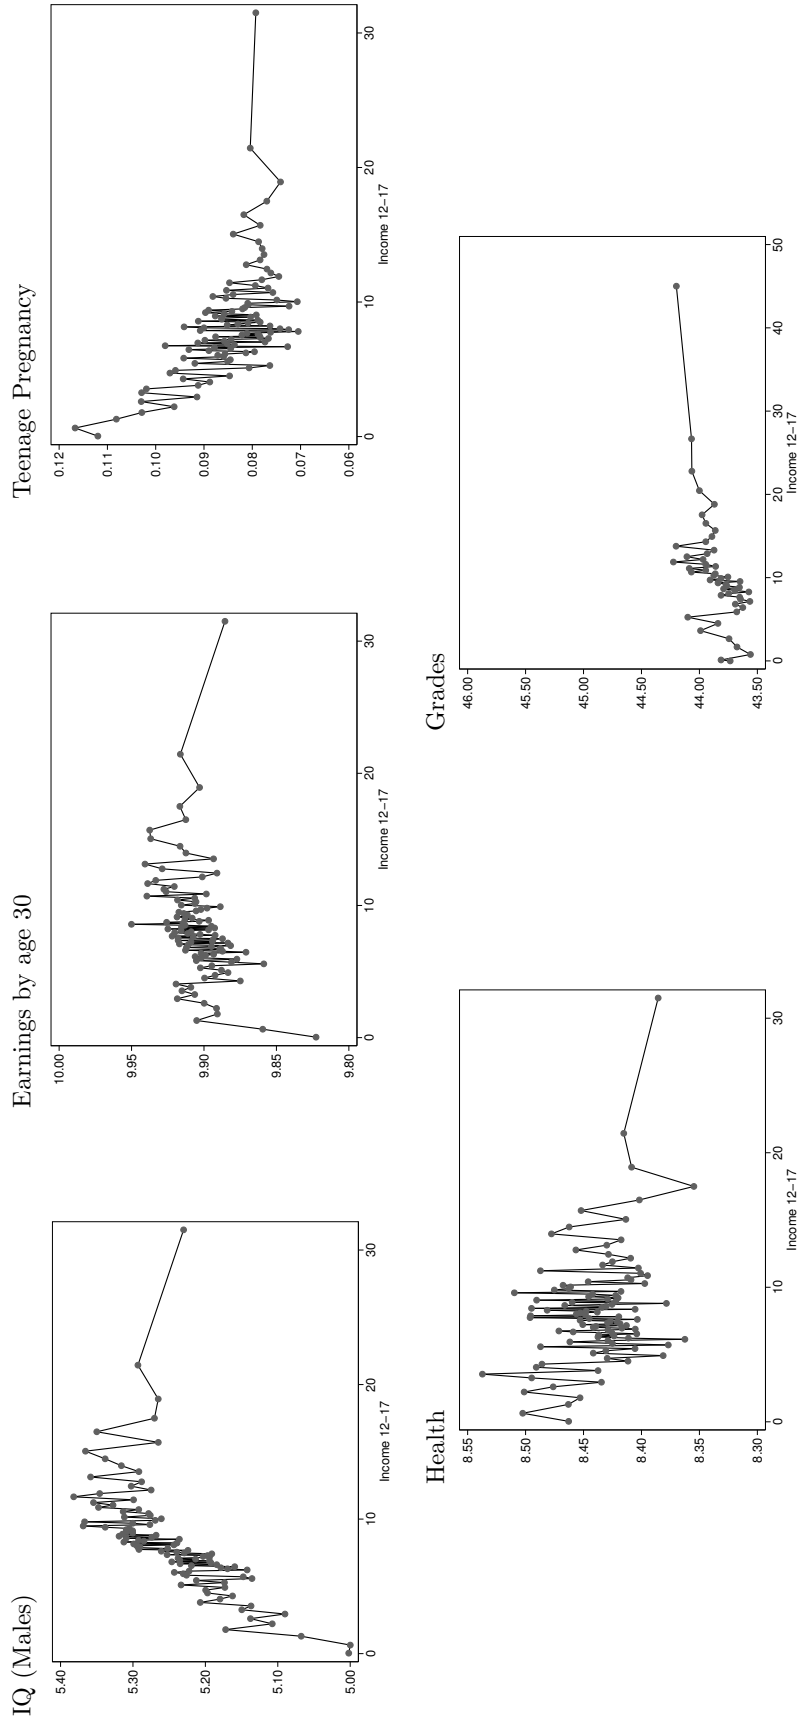 IQ (Males)
5.40
5.30
5.20
5.10
5.00
0 10 20 30
Income 12−17
Earnings by age 30
10.00
9.95
9.90
9.85
9.80
0 10 20 30
Income 12−17
Teenage Pregnancy
0.12
0.11
0.10
0.09
0.08
0.07
0.06
0 10 20 30
Income 12−17
Health
8.55
8.50
8.45
8.40
8.35
8.30
0 10 20 30
Income 12−17
Grades
46.00
45.50
45.00
44.50
44.00
43.50
0 10 20 30 40 50
Income 12−17